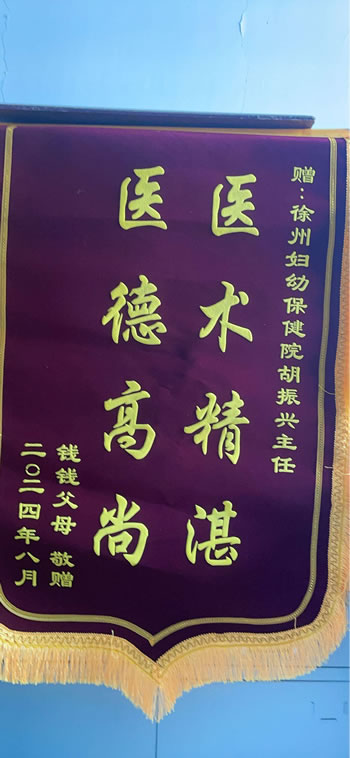 赠：徐州妇幼保健院胡振兴主任
医术精湛
医德高尚
钱钱父母 敬赠
二〇二四年八月